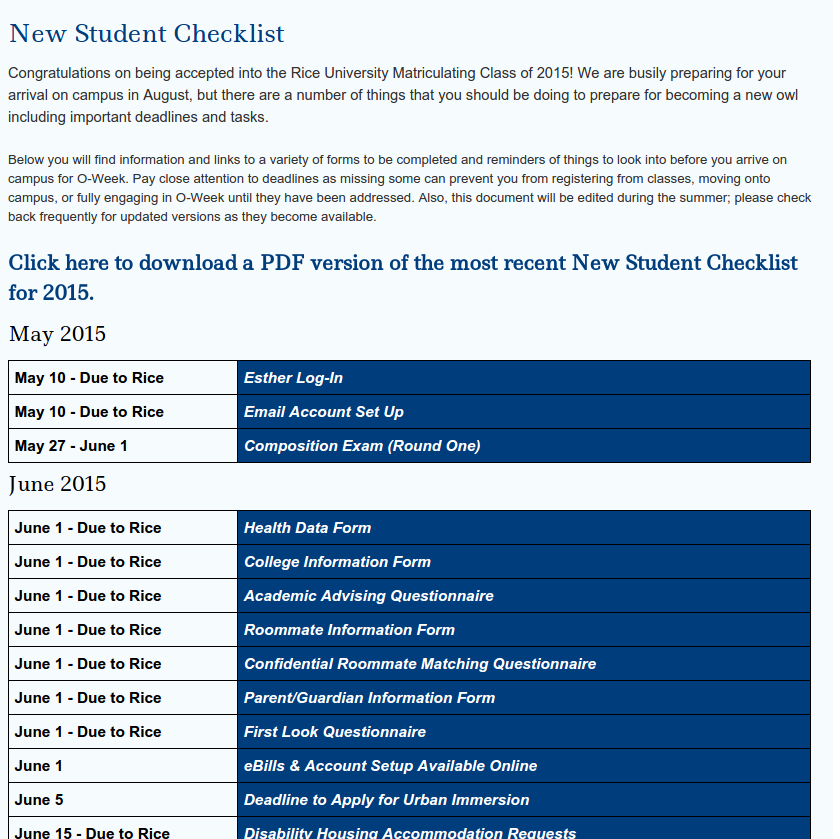 New Student Checklist
Congratulations on being accepted into the Rice University Matriculating Class of 2015! We are busily preparing for your
arrival on campus in August, but there are a number of things that you should be doing to prepare for becoming a new owl
including important deadlines and tasks.
Below you will find information and links to a variety of forms to be completed and reminders of things to look into before you arrive on
campus for O-Week. Pay close attention to deadlines as missing some can prevent you from registering from classes, moving onto
campus, or fully engaging in O-Week until they have been addressed. Also, this document will be edited during the summer; please check
back frequently for updated versions as they become available.
Click here to download a PDF version of the most recent New Student Checklist
for 2015.
May 2015
May 10 - Due to Rice Esther Log-In
May 10 - Due to Rice Email Account Set Up
May 27 - June 1 Composition Exam (Round One)
June 2015
June 1 - Due to Rice Health Data Form
June 1 - Due to Rice College Information Form
June 1 - Due to Rice Academic Advising Questionnaire
June 1 - Due to Rice Roommate Information Form
June 1 - Due to Rice Confidential Roommate Matching Questionnaire
June 1 - Due to Rice Parent/Guardian Information Form
June 1 - Due to Rice First Look Questionnaire
June 1 eBills & Account Setup Available Online
June 5 Deadline to Apply for Urban Immersion
June 15 - Due to Rice Disability Housing Accommodation Requests